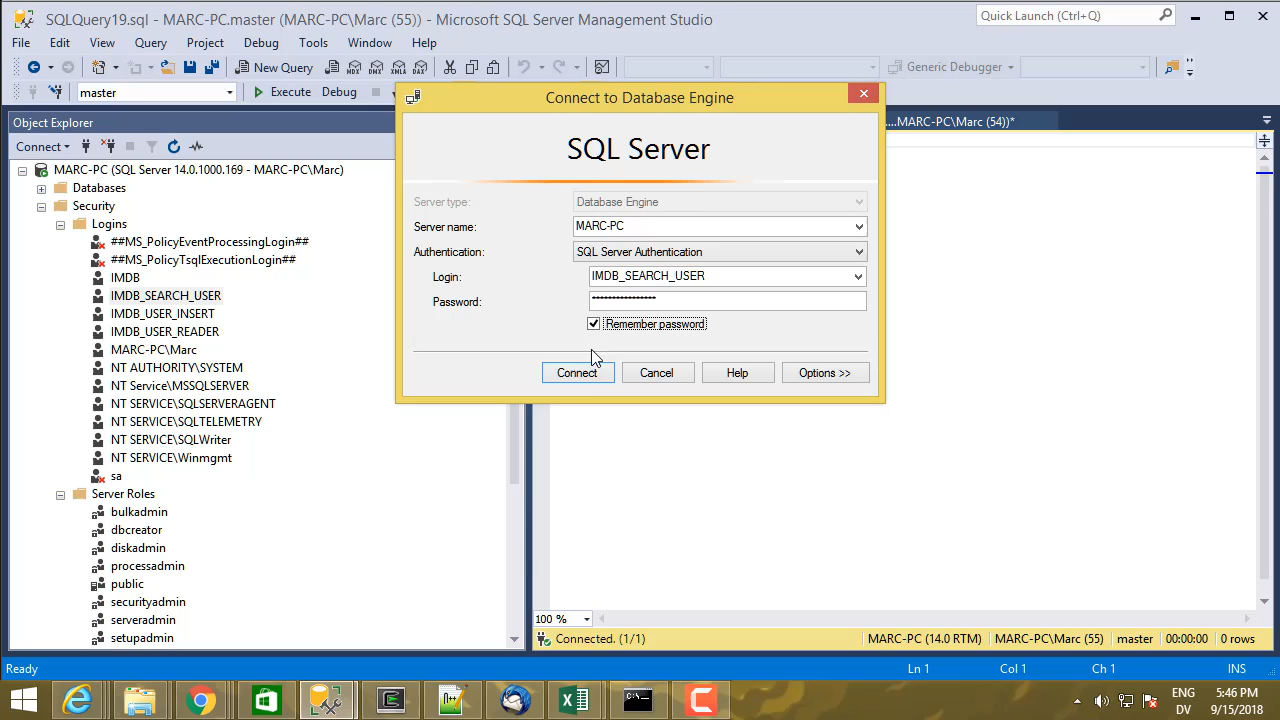 SQLQuery19.sql - MARC-PC.master (MARC-PC\Marc (55)) - Microsoft SQL Server Management Studio
Quick Launch (Ctrl+Q)
File Edit View Query Project Debug Tools Window Help
New Query
MDX DMX XMLA DAX
Generic Debugger
master
Execute Debug
Object Explorer
Connect
MARC-PC (SQL Server 14.0.1000.169 - MARC-PC\Marc)
Databases
Security
Logins
##MS_PolicyEventProcessingLogin##
##MS_PolicyTsqlExecutionLogin##
IMDB
IMDB_SEARCH_USER
IMDB_USER_INSERT
IMDB_USER_READER
MARC-PC\Marc
NT AUTHORITY\SYSTEM
NT Service\MSSQLSERVER
NT SERVICE\SQLSERVERAGENT
NT SERVICE\SQLTELEMETRY
NT SERVICE\SQLWriter
NT SERVICE\Winmgmt
sa
Server Roles
bulkadmin
dbcreator
diskadmin
processadmin
public
securityadmin
serveradmin
setupadmin
Connect to Database Engine
SQL Server
Server type: Database Engine
Server name: MARC-PC
Authentication: SQL Server Authentication
Login: IMDB_SEARCH_USER
Password: ****************
Remember password
Connect Cancel Help Options >>
...MARC-PC\Marc (54))*
100 %
Connected. (1/1) MARC-PC (14.0 RTM) MARC-PC\Marc (55) master 00:00:00 0 rows
Ready Ln 1 Col 1 Ch 1 INS
ENG 5:46 PM
DV 9/15/2018